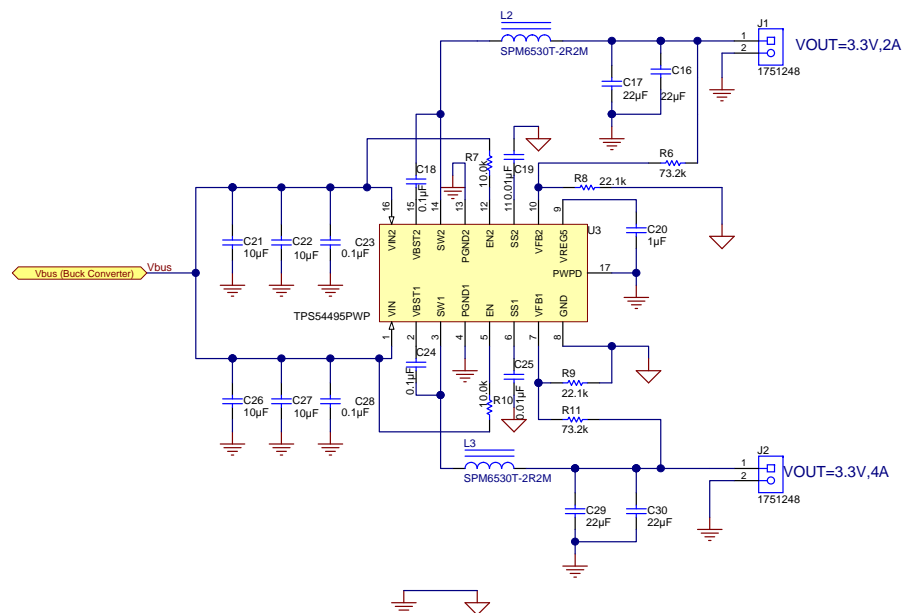 L2
SPM6530T-2R2M
J1
1
2
1751248
VOUT=3.3V,2A
C17
22µF
C16
22µF
R7
10.0k
C18
0.1µF
C19
0.01µF
R6
73.2k
R8
22.1k
16
15
14
13
12
11
10
9
U3
VIN2
VBST2
SW2
PGND2
EN2
SS2
VFB2
VREG5
C20
1µF
PWPD
17
C21
10µF
C22
10µF
C23
0.1µF
Vbus (Buck Converter)
Vbus
TPS54495PWP
VIN
VBST1
SW1
PGND1
EN
SS1
VFB1
GND
1
2
3
4
5
6
7
8
C24
0.1µF
C25
0.01µF
R10
10.0k
R9
22.1k
R11
73.2k
C26
10µF
C27
10µF
C28
0.1µF
L3
SPM6530T-2R2M
J2
1
2
1751248
VOUT=3.3V,4A
C29
22µF
C30
22µF